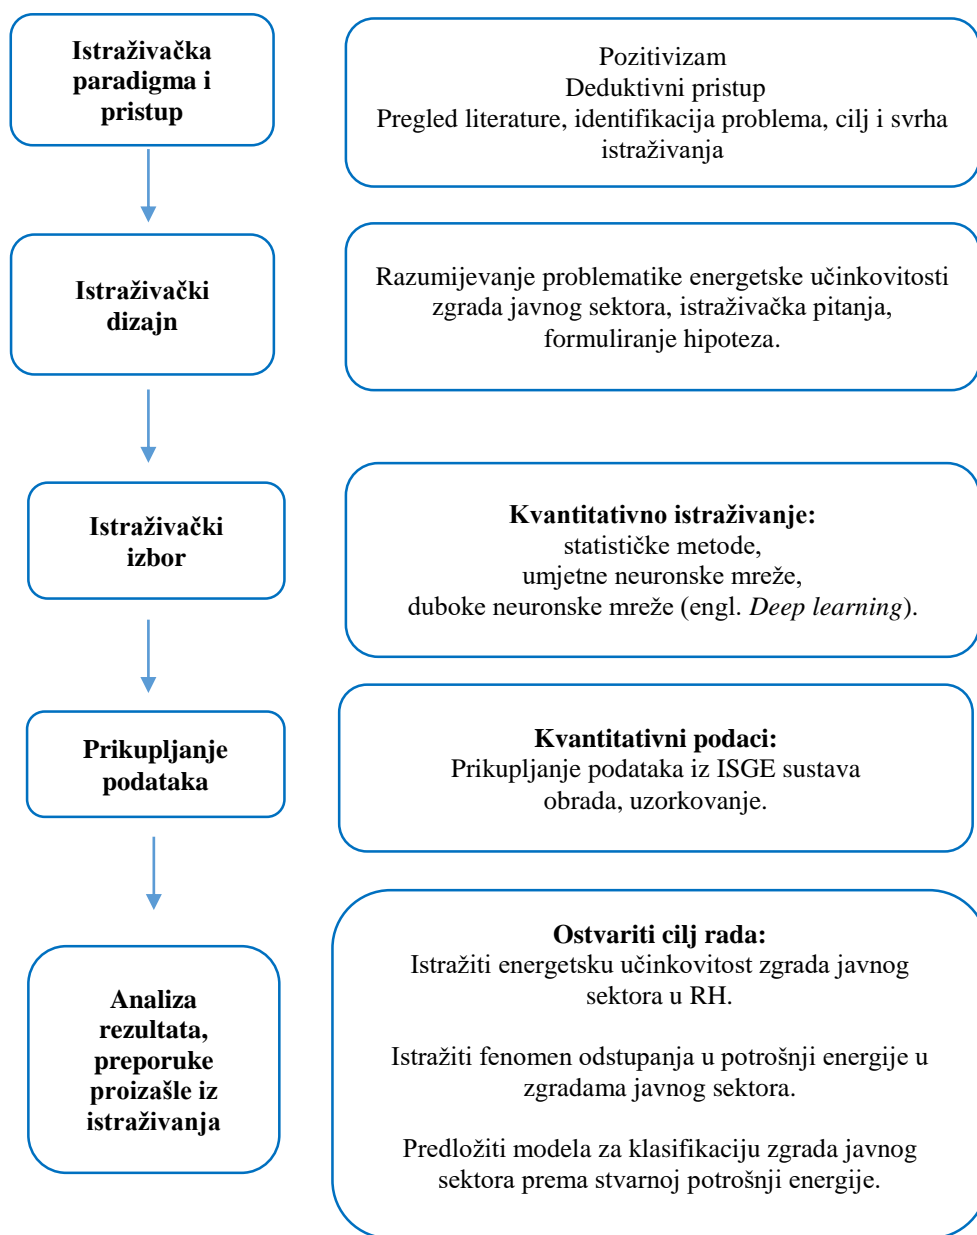 Istraživačka
paradigma i
pristup
Pozitivizam
Deduktivni pristup
Pregled literature, identifikacija problema, cilj i svrha
istraživanja
Istraživački
dizajn
Razumijevanje problematike energetske učinkovitosti
zgrada javnog sektora, istraživačka pitanja,
formuliranje hipoteza.
Istraživački
izbor
Kvantitativno istraživanje:
statističke metode,
umjetne neuronske mreže,
duboke neuronske mreže (engl. Deep learning).
Prikupljanje
podataka
Kvantitativni podaci:
Prikupljanje podataka iz ISGE sustava
obrada, uzorkovanje.
Analiza
rezultata,
preporuke
proizašle iz
istraživanja
Ostvariti cilj rada:
Istražiti energetsku učinkovitost zgrada javnog
sektora u RH.
Istražiti fenomen odstupanja u potrošnji energije u
zgradama javnog sektora.
Predložiti modela za klasifikaciju zgrada javnog
sektora prema stvarnoj potrošnji energije.